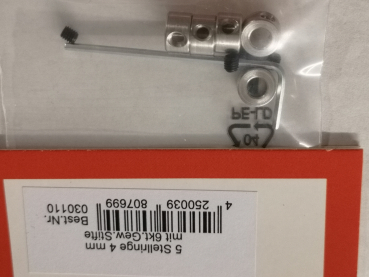 5 Stellringe 4 mm
mit 6kt.Gew.Stifte
4 250039 807699
Best.Nr.
030110
04
PE-LD